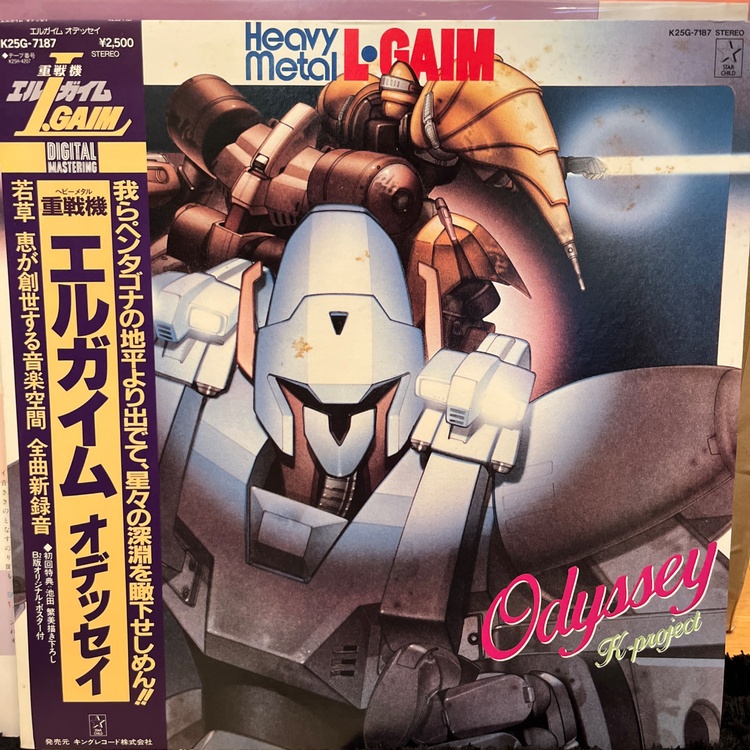 エルガイム オデッセイ
K25G-7187 ¥2,500
◆テープ番号
STEREO
重戦機
エルガイム
L.GAIM
DIGITAL
MASTERING
ヘビーメタル
重戦機
エルガイム オデッセイ
我らペンタゴナの地平より出でて、星々の深淵を瞰下せしめん!!
若草 恵が創世する音楽空間 全曲新録音
◆初回特典・池田 繁美描き下ろし
B版オリジナル・ポスター付
STAR
CHILD
発売元 キングレコード株式会社
Heavy
Metal L·GAIM
K25G-7187 STEREO
STAR
CHILD
Odyssey
K-project